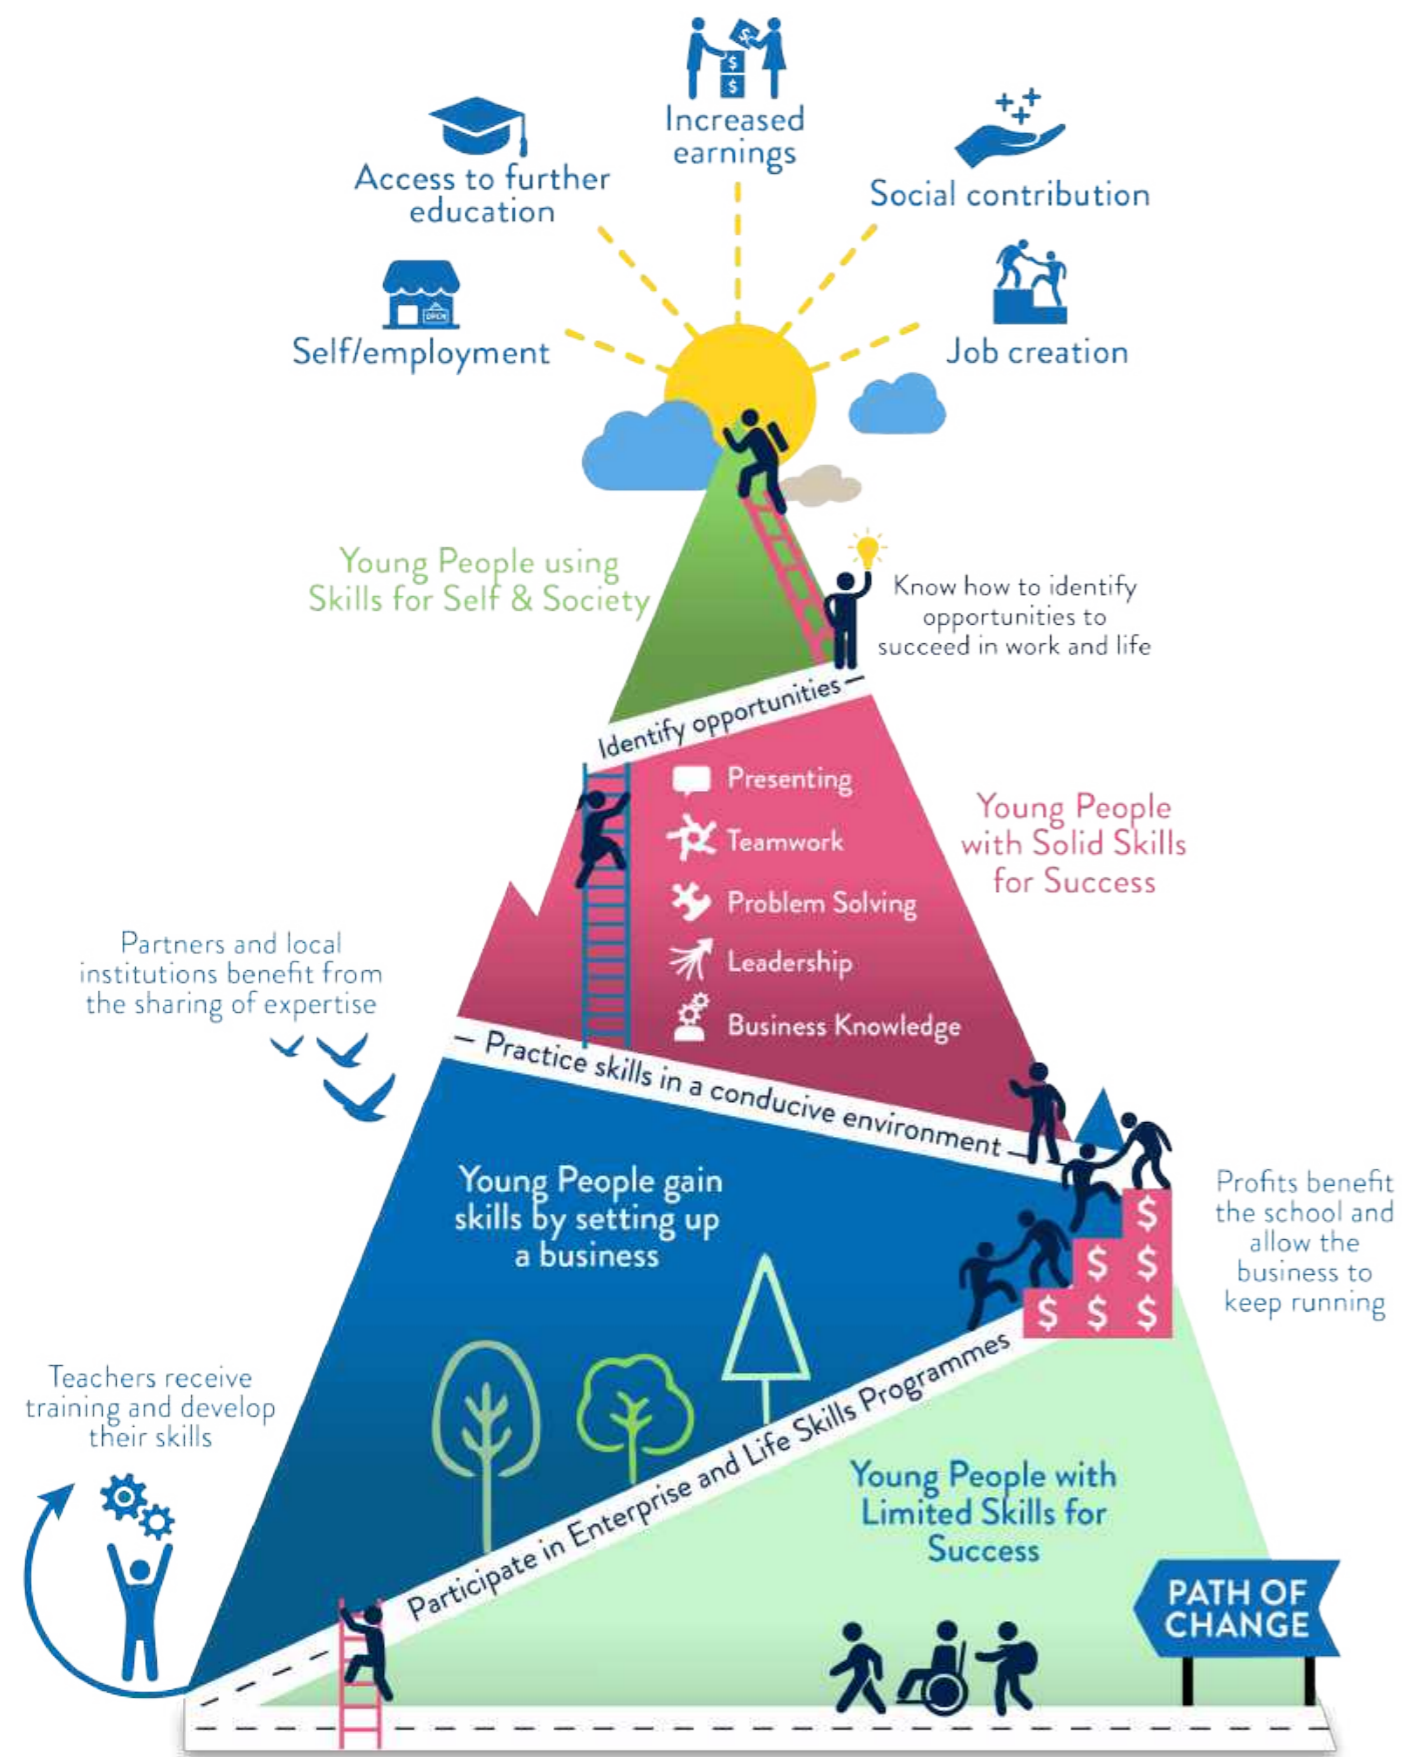 Increased
earnings
Access to further
education
Social contribution
OPEN
Self/employment
Job creation
Young People using
Skills for Self & Society
Know how to identify
opportunities to
succeed in work and life
Identify opportunities
Presenting
Teamwork
Problem Solving
Leadership
Business Knowledge
Young People
with Solid Skills
for Success
Partners and local
institutions benefit from
the sharing of expertise
Practice skills in a conducive environment
Young People gain
skills by setting up
a business
$
$ $
$ $ $
Profits benefit
the school and
allow the
business to
keep running
Teachers receive
training and develop
their skills
Participate in Enterprise and Life Skills Programmes
Young People with
Limited Skills for
Success
PATH OF
CHANGE